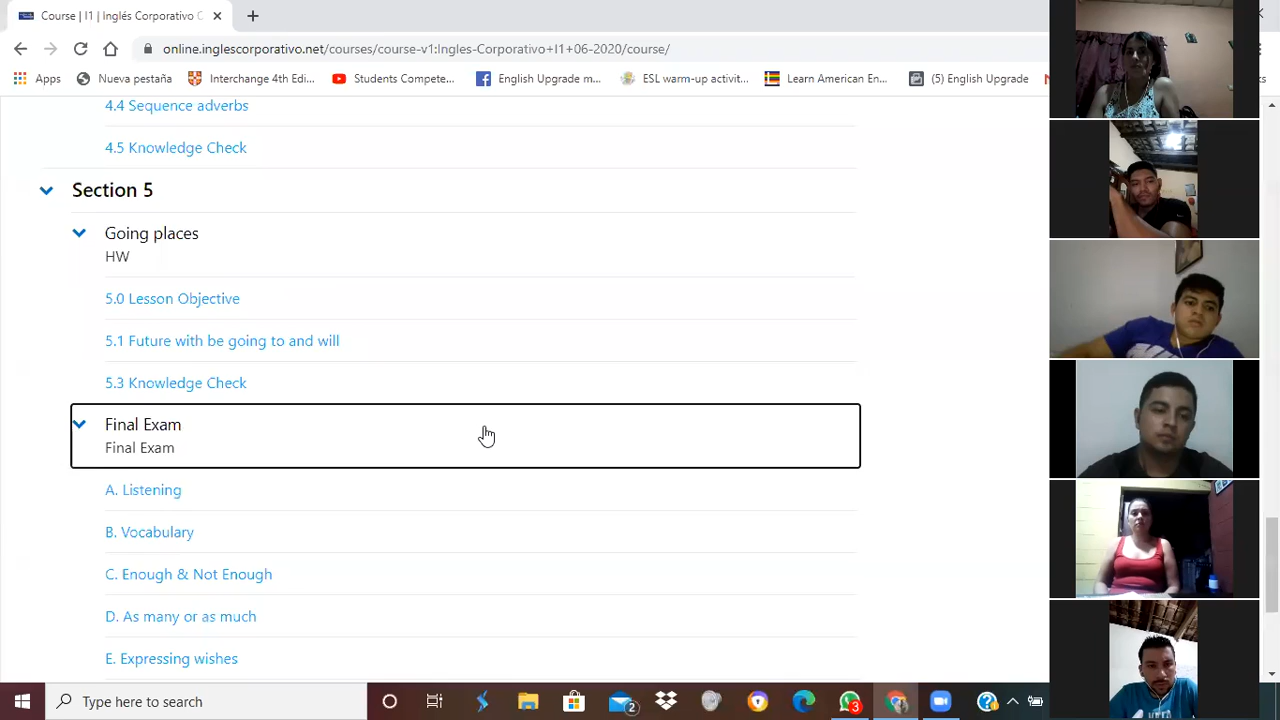 Course | I1 | Inglés Corporativo C
online.inglescorporativo.net/courses/course-v1:Ingles-Corporativo+I1+06-2020/course/
Apps
Nueva pestaña
Interchange 4th Edi...
Students Compete...
English Upgrade m...
ESL warm-up activit...
Learn American En...
(5) English Upgrade
4.4 Sequence adverbs
4.5 Knowledge Check
Section 5
Going places
HW
5.0 Lesson Objective
5.1 Future with be going to and will
5.3 Knowledge Check
Final Exam
Final Exam
A. Listening
B. Vocabulary
C. Enough & Not Enough
D. As many or as much
E. Expressing wishes
Type here to search
2
3